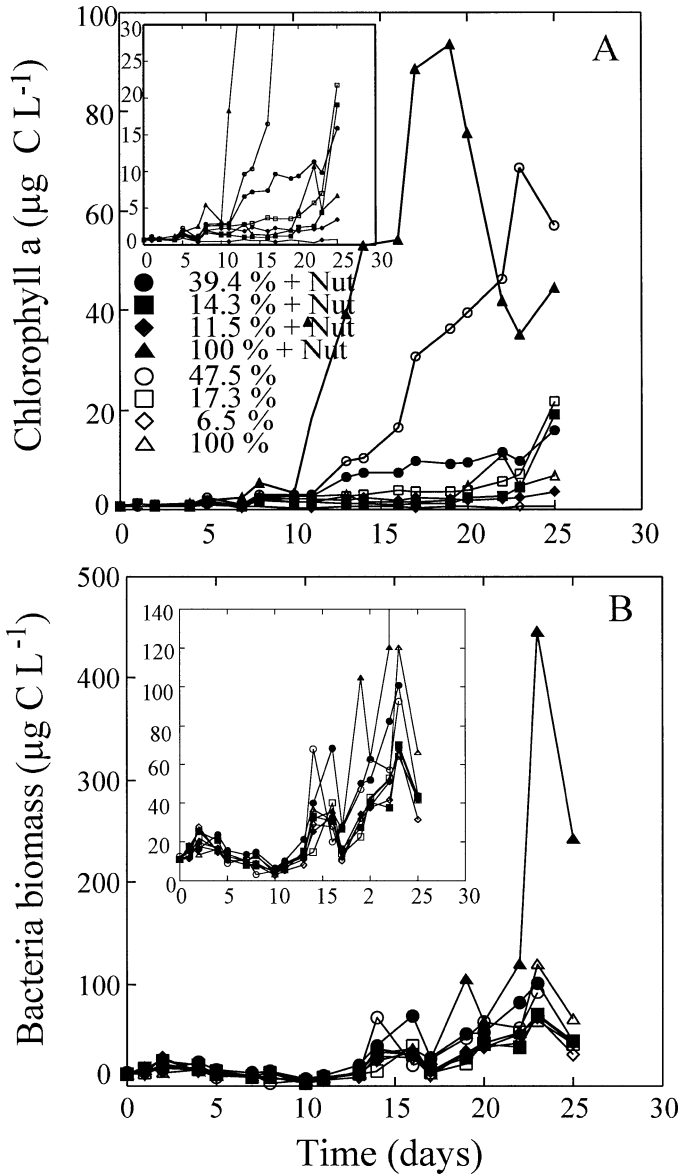 A
Chlorophyll a (µg C L-1)
100
80
60
40
20
0
0 5 10 15 20 25 30
30
25
20
15
10
5
0
0 5 10 15 20 25 30
39.4 % + Nut
14.3 % + Nut
11.5 % + Nut
100 % + Nut
47.5 %
17.3 %
6.5 %
100 %
B
Bacteria biomass (µg C L-1)
500
400
300
200
100
0
0 5 10 15 20 25 30
140
120
100
80
60
40
20
0
0 5 10 15 2 25 30
Time (days)